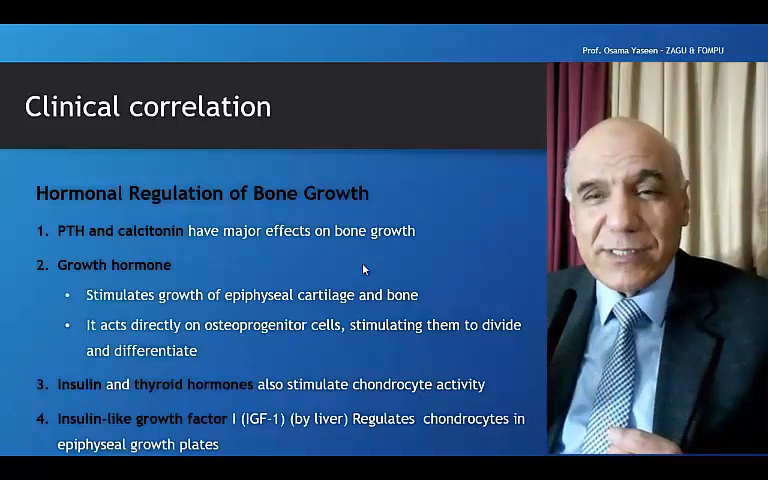 Prof. Osama Yaseen - ZAGU & FOMPU
Clinical correlation
Hormonal Regulation of Bone Growth
1. PTH and calcitonin have major effects on bone growth
2. Growth hormone
• Stimulates growth of epiphyseal cartilage and bone
• It acts directly on osteoprogenitor cells, stimulating them to divide
and differentiate
3. Insulin and thyroid hormones also stimulate chondrocyte activity
4. Insulin-like growth factor I (IGF-1) (by liver) Regulates chondrocytes in
epiphyseal growth plates